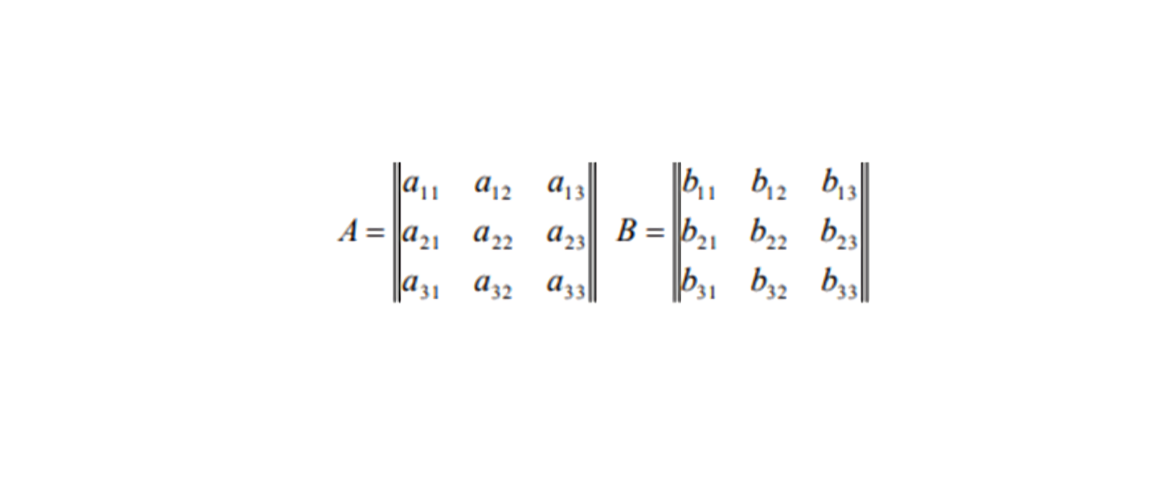 A = ‖a₁₁ a₁₂ a₁₃‖ B = ‖b₁₁ b₁₂ b₁₃‖
‖a₂₁ a₂₂ a₂₃‖ ‖b₂₁ b₂₂ b₂₃‖
‖a₃₁ a₃₂ a₃₃‖ ‖b₃₁ b₃₂ b₃₃‖